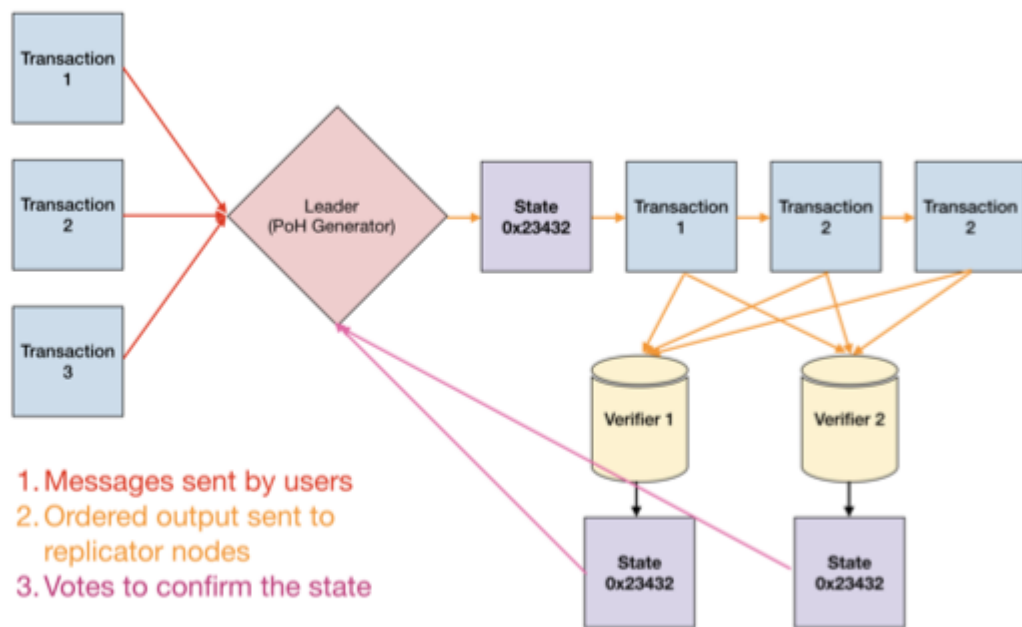 Transaction
1
Transaction
2
Transaction
3
Leader
(PoH Generator)
State
0x23432
Transaction
1
Transaction
2
Transaction
2
Verifier 1
Verifier 2
State
0x23432
State
0x23432
1. Messages sent by users
2. Ordered output sent to
replicator nodes
3. Votes to confirm the state